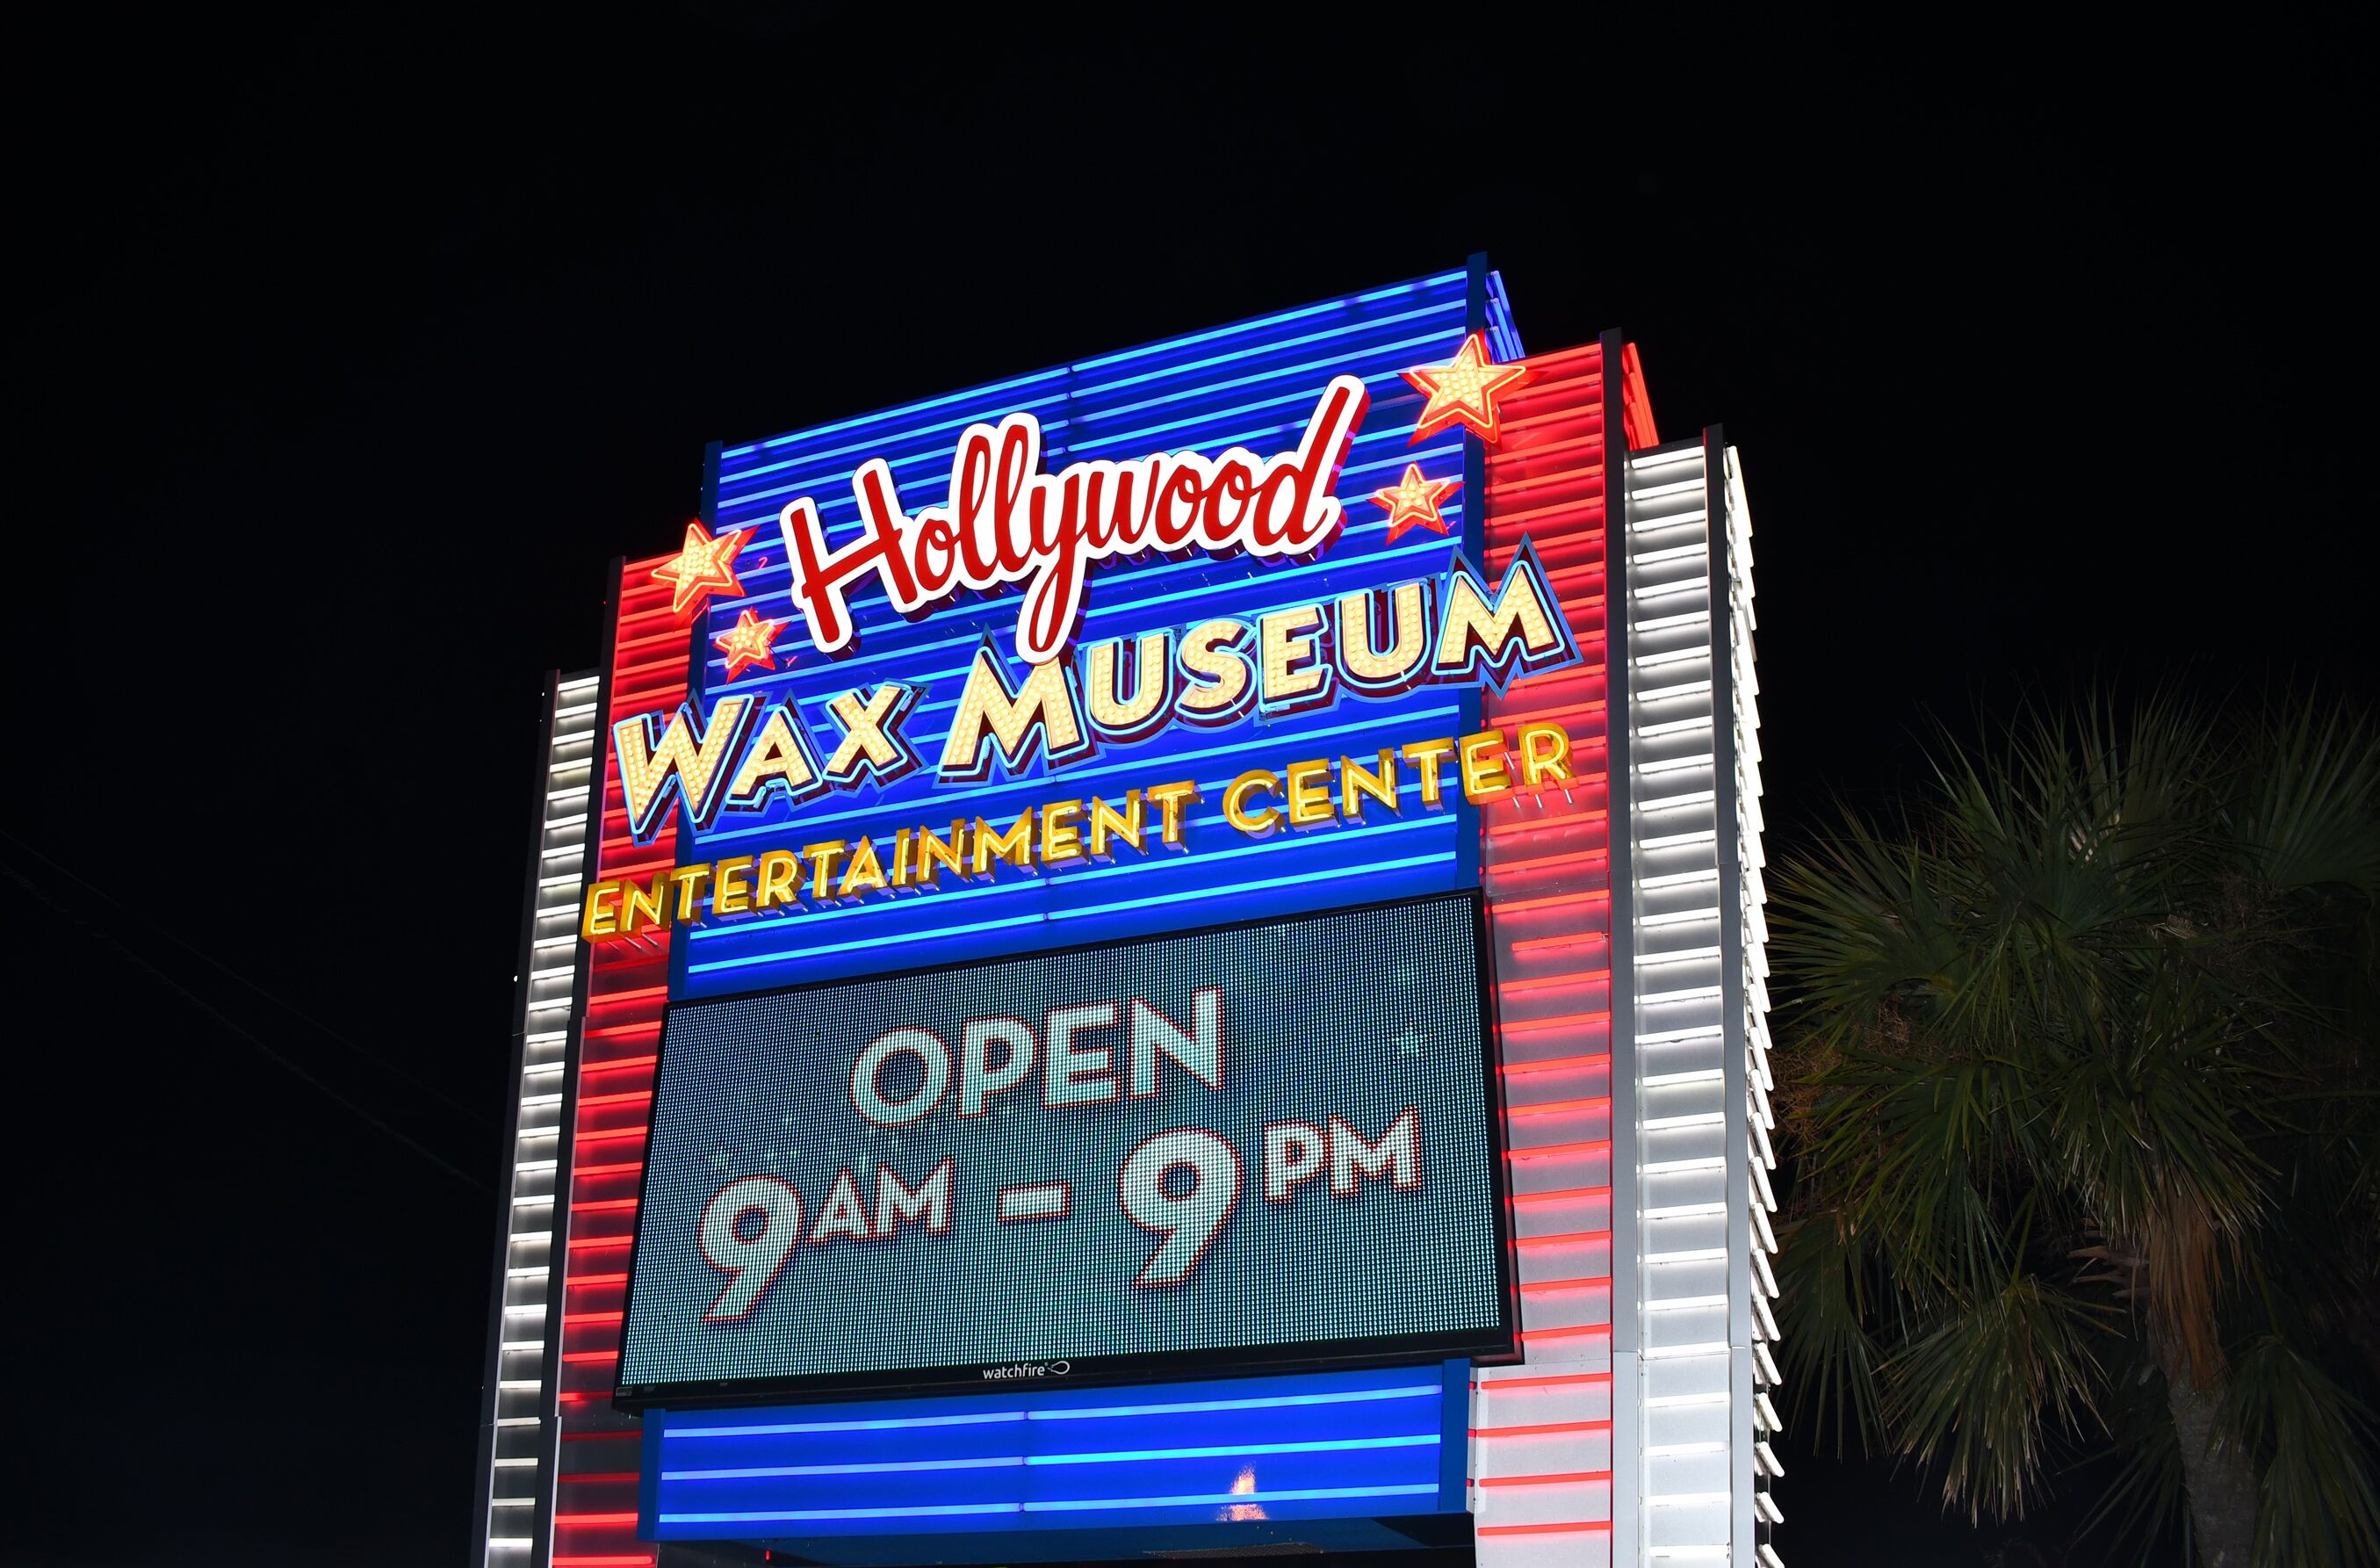 Hollywood
WAX MUSEUM
ENTERTAINMENT CENTER
OPEN
9AM - 9PM
watchfire